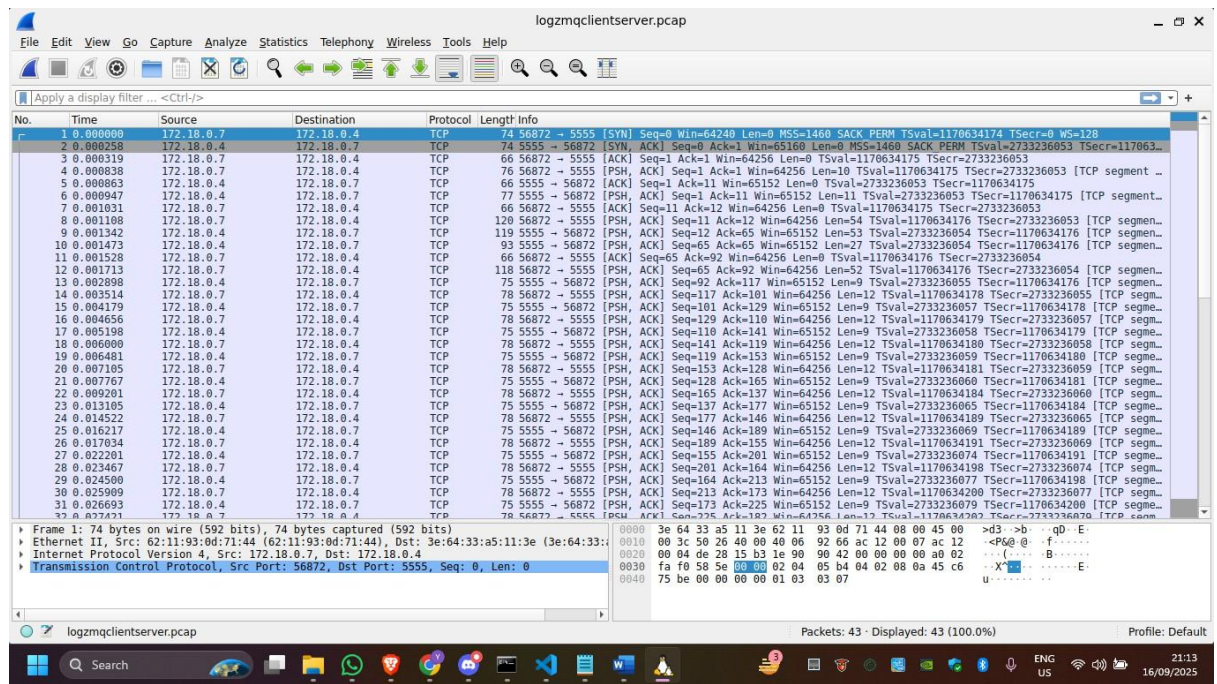 logzmqclientserver.pcap
File Edit View Go Capture Analyze Statistics Telephony Wireless Tools Help
Apply a display filter ... <Ctrl-/>
No. Time Source Destination Protocol Length Info
1 0.000000 172.18.0.7 172.18.0.4 TCP 74 56872 → 5555 [SYN] Seq=0 Win=64240 Len=0 MSS=1460 SACK_PERM TSval=1170634174 TSecr=0 WS=128
2 0.000258 172.18.0.4 172.18.0.7 TCP 74 5555 → 56872 [SYN, ACK] Seq=0 Ack=1 Win=65160 Len=0 MSS=1460 SACK_PERM TSval=2733236053 TSecr=117063…
3 0.000319 172.18.0.7 172.18.0.4 TCP 66 56872 → 5555 [ACK] Seq=1 Ack=1 Win=64256 Len=0 TSval=1170634175 TSecr=2733236053
4 0.000838 172.18.0.7 172.18.0.4 TCP 76 56872 → 5555 [PSH, ACK] Seq=1 Ack=1 Win=64256 Len=10 TSval=1170634175 TSecr=2733236053 [TCP segment …
5 0.000863 172.18.0.4 172.18.0.7 TCP 66 5555 → 56872 [ACK] Seq=1 Ack=11 Win=65152 Len=0 TSval=2733236053 TSecr=1170634175
6 0.000947 172.18.0.4 172.18.0.7 TCP 77 5555 → 56872 [PSH, ACK] Seq=1 Ack=11 Win=65152 Len=11 TSval=2733236053 TSecr=1170634175 [TCP segment…
7 0.001031 172.18.0.7 172.18.0.4 TCP 66 56872 → 5555 [ACK] Seq=11 Ack=12 Win=64256 Len=0 TSval=1170634175 TSecr=2733236053
8 0.001108 172.18.0.7 172.18.0.4 TCP 120 56872 → 5555 [PSH, ACK] Seq=11 Ack=12 Win=64256 Len=54 TSval=1170634176 TSecr=2733236053 [TCP segmen…
9 0.001342 172.18.0.4 172.18.0.7 TCP 119 5555 → 56872 [PSH, ACK] Seq=12 Ack=65 Win=65152 Len=53 TSval=2733236054 TSecr=1170634176 [TCP segmen…
10 0.001473 172.18.0.4 172.18.0.7 TCP 93 5555 → 56872 [PSH, ACK] Seq=65 Ack=65 Win=65152 Len=27 TSval=2733236054 TSecr=1170634176 [TCP segmen…
11 0.001528 172.18.0.7 172.18.0.4 TCP 66 56872 → 5555 [ACK] Seq=65 Ack=92 Win=64256 Len=0 TSval=1170634176 TSecr=2733236054
12 0.001713 172.18.0.7 172.18.0.4 TCP 118 56872 → 5555 [PSH, ACK] Seq=65 Ack=92 Win=64256 Len=52 TSval=1170634176 TSecr=2733236054 [TCP segmen…
13 0.002898 172.18.0.4 172.18.0.7 TCP 75 5555 → 56872 [PSH, ACK] Seq=92 Ack=117 Win=65152 Len=9 TSval=2733236055 TSecr=1170634176 [TCP segmen…
14 0.003514 172.18.0.7 172.18.0.4 TCP 78 56872 → 5555 [PSH, ACK] Seq=117 Ack=101 Win=64256 Len=12 TSval=1170634178 TSecr=2733236055 [TCP segm…
15 0.004179 172.18.0.4 172.18.0.7 TCP 75 5555 → 56872 [PSH, ACK] Seq=101 Ack=129 Win=65152 Len=9 TSval=2733236057 TSecr=1170634178 [TCP segme…
16 0.004656 172.18.0.7 172.18.0.4 TCP 78 56872 → 5555 [PSH, ACK] Seq=129 Ack=110 Win=64256 Len=12 TSval=1170634179 TSecr=2733236057 [TCP segm…
17 0.005198 172.18.0.4 172.18.0.7 TCP 75 5555 → 56872 [PSH, ACK] Seq=110 Ack=141 Win=65152 Len=9 TSval=2733236058 TSecr=1170634179 [TCP segme…
18 0.006000 172.18.0.7 172.18.0.4 TCP 78 56872 → 5555 [PSH, ACK] Seq=141 Ack=119 Win=64256 Len=12 TSval=1170634180 TSecr=2733236058 [TCP segm…
19 0.006481 172.18.0.4 172.18.0.7 TCP 75 5555 → 56872 [PSH, ACK] Seq=119 Ack=153 Win=65152 Len=9 TSval=2733236059 TSecr=1170634180 [TCP segme…
20 0.007105 172.18.0.7 172.18.0.4 TCP 78 56872 → 5555 [PSH, ACK] Seq=153 Ack=128 Win=64256 Len=12 TSval=1170634181 TSecr=2733236059 [TCP segm…
21 0.007767 172.18.0.4 172.18.0.7 TCP 75 5555 → 56872 [PSH, ACK] Seq=128 Ack=165 Win=65152 Len=9 TSval=2733236060 TSecr=1170634181 [TCP segme…
22 0.009201 172.18.0.7 172.18.0.4 TCP 78 56872 → 5555 [PSH, ACK] Seq=165 Ack=137 Win=64256 Len=12 TSval=1170634184 TSecr=2733236060 [TCP segm…
23 0.013105 172.18.0.4 172.18.0.7 TCP 75 5555 → 56872 [PSH, ACK] Seq=137 Ack=177 Win=65152 Len=9 TSval=2733236065 TSecr=1170634184 [TCP segme…
24 0.014522 172.18.0.7 172.18.0.4 TCP 78 56872 → 5555 [PSH, ACK] Seq=177 Ack=146 Win=64256 Len=12 TSval=1170634189 TSecr=2733236065 [TCP segm…
25 0.016217 172.18.0.4 172.18.0.7 TCP 75 5555 → 56872 [PSH, ACK] Seq=146 Ack=189 Win=65152 Len=9 TSval=2733236069 TSecr=1170634189 [TCP segme…
26 0.017034 172.18.0.7 172.18.0.4 TCP 78 56872 → 5555 [PSH, ACK] Seq=189 Ack=155 Win=64256 Len=12 TSval=1170634191 TSecr=2733236069 [TCP segm…
27 0.022201 172.18.0.4 172.18.0.7 TCP 75 5555 → 56872 [PSH, ACK] Seq=155 Ack=201 Win=65152 Len=9 TSval=2733236074 TSecr=1170634191 [TCP segme…
28 0.023467 172.18.0.7 172.18.0.4 TCP 78 56872 → 5555 [PSH, ACK] Seq=201 Ack=164 Win=64256 Len=12 TSval=1170634198 TSecr=2733236074 [TCP segm…
29 0.024500 172.18.0.4 172.18.0.7 TCP 75 5555 → 56872 [PSH, ACK] Seq=164 Ack=213 Win=65152 Len=9 TSval=2733236077 TSecr=1170634198 [TCP segme…
30 0.025909 172.18.0.7 172.18.0.4 TCP 78 56872 → 5555 [PSH, ACK] Seq=213 Ack=173 Win=64256 Len=12 TSval=1170634200 TSecr=2733236077 [TCP segm…
31 0.026693 172.18.0.4 172.18.0.7 TCP 75 5555 → 56872 [PSH, ACK] Seq=173 Ack=225 Win=65152 Len=9 TSval=2733236079 TSecr=1170634200 [TCP segme…
32 0.027421 172.18.0.7 172.18.0.4 TCP 78 56872 → 5555 [PSH, ACK] Seq=225 Ack=182 Win=64256 Len=12 TSval=1170634202 TSecr=2733236079 [TCP segm
Frame 1: 74 bytes on wire (592 bits), 74 bytes captured (592 bits)
Ethernet II, Src: 62:11:93:0d:71:44 (62:11:93:0d:71:44), Dst: 3e:64:33:a5:11:3e (3e:64:33:
Internet Protocol Version 4, Src: 172.18.0.7, Dst: 172.18.0.4
Transmission Control Protocol, Src Port: 56872, Dst Port: 5555, Seq: 0, Len: 0
0000 3e 64 33 a5 11 3e 62 11 93 0d 71 44 08 00 45 00 >d3··>b· ··qD··E·
0010 00 3c 50 26 40 00 40 06 92 66 ac 12 00 07 ac 12 ·<P&@·@· ·f······
0020 00 04 de 28 15 b3 1e 90 90 42 00 00 00 00 a0 02 ···(···· ·B······
0030 fa f0 58 5e 00 00 02 04 05 b4 04 02 08 0a 45 c6 ··X^···· ······E·
0040 75 be 00 00 00 00 01 03 03 07 u······· ··
logzmqclientserver.pcap
Packets: 43 · Displayed: 43 (100.0%)
Profile: Default
Search
3
ENG
US
21:13
16/09/2025